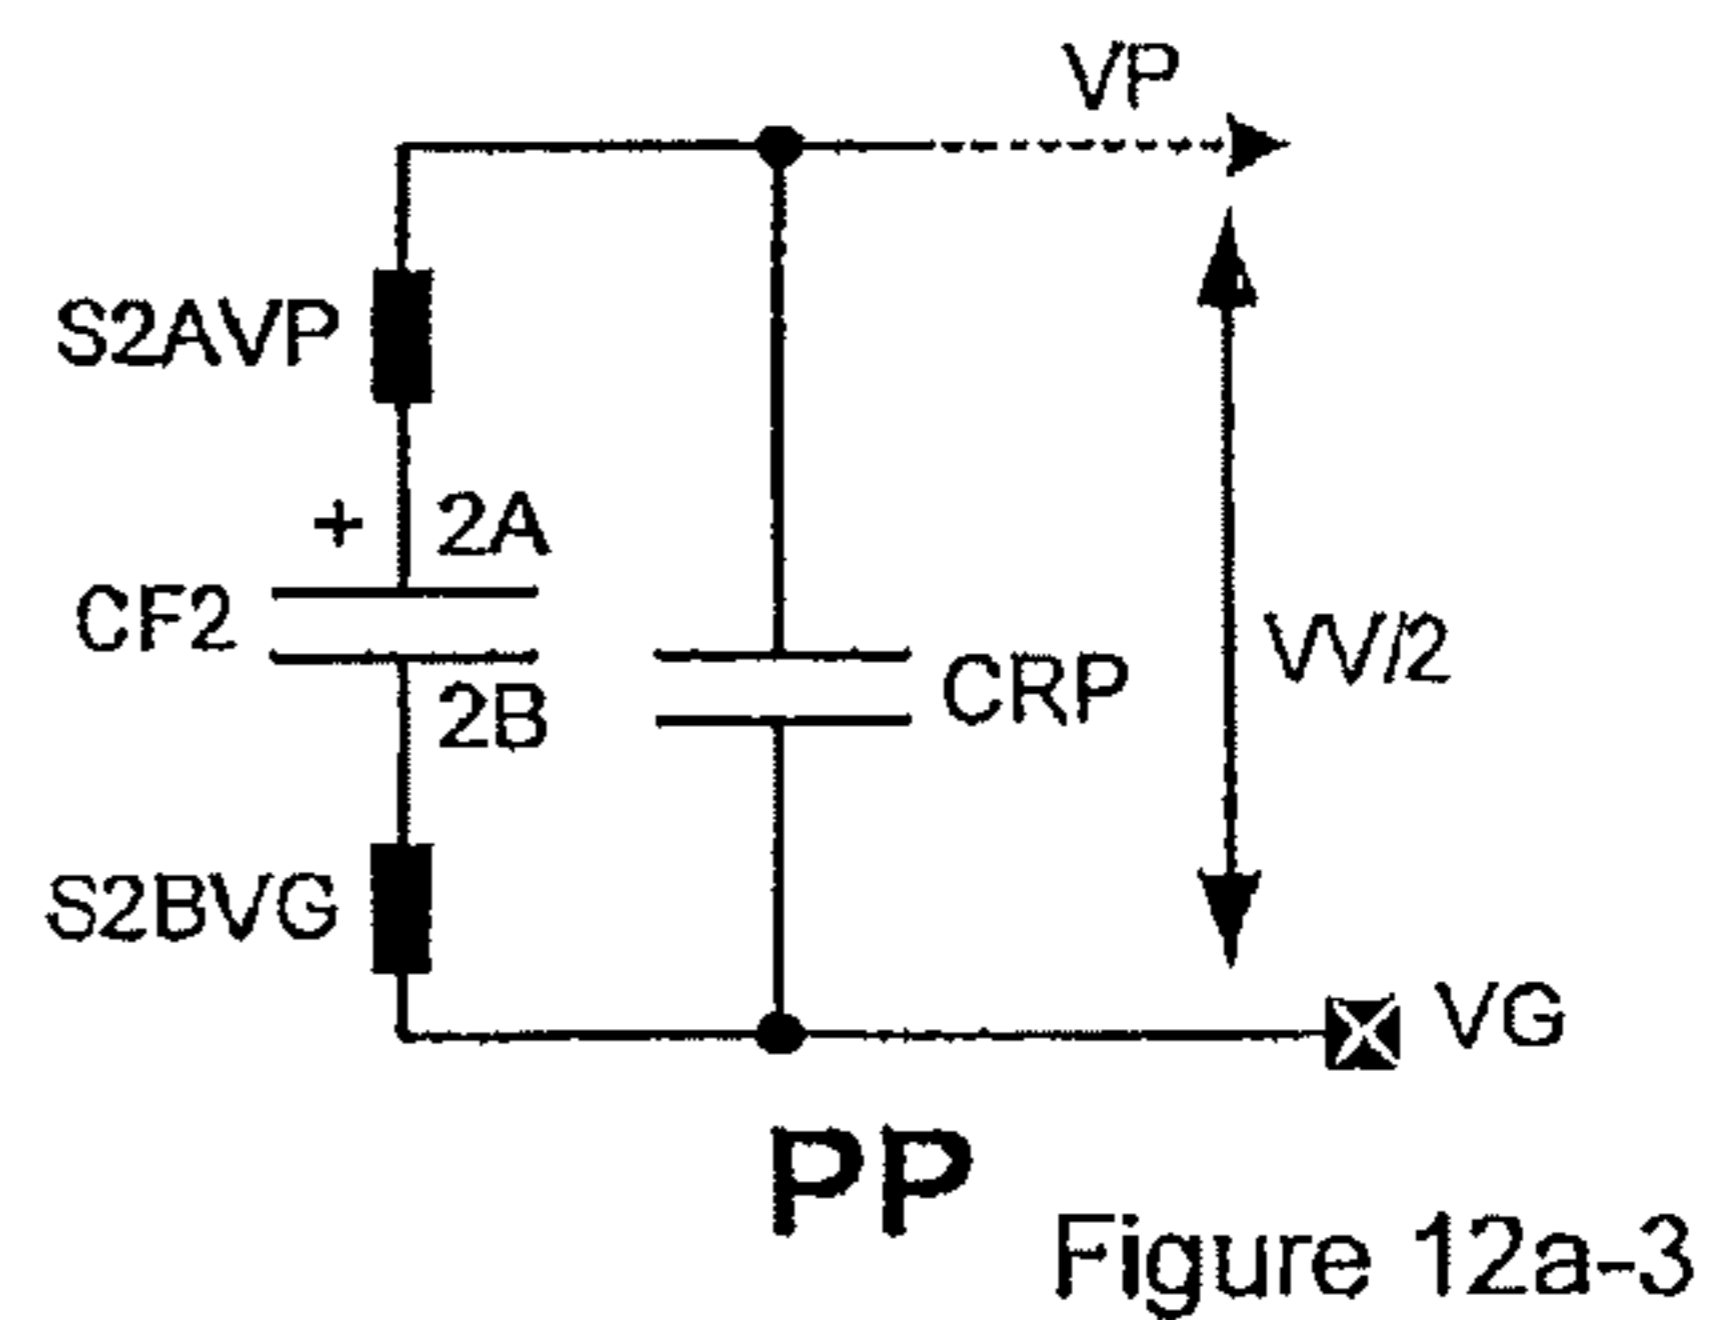 VP
S2AVP
+ 2A
CF2
VV/2
CRP
2B
S2BVG
VG
PP
Figure 12a-3